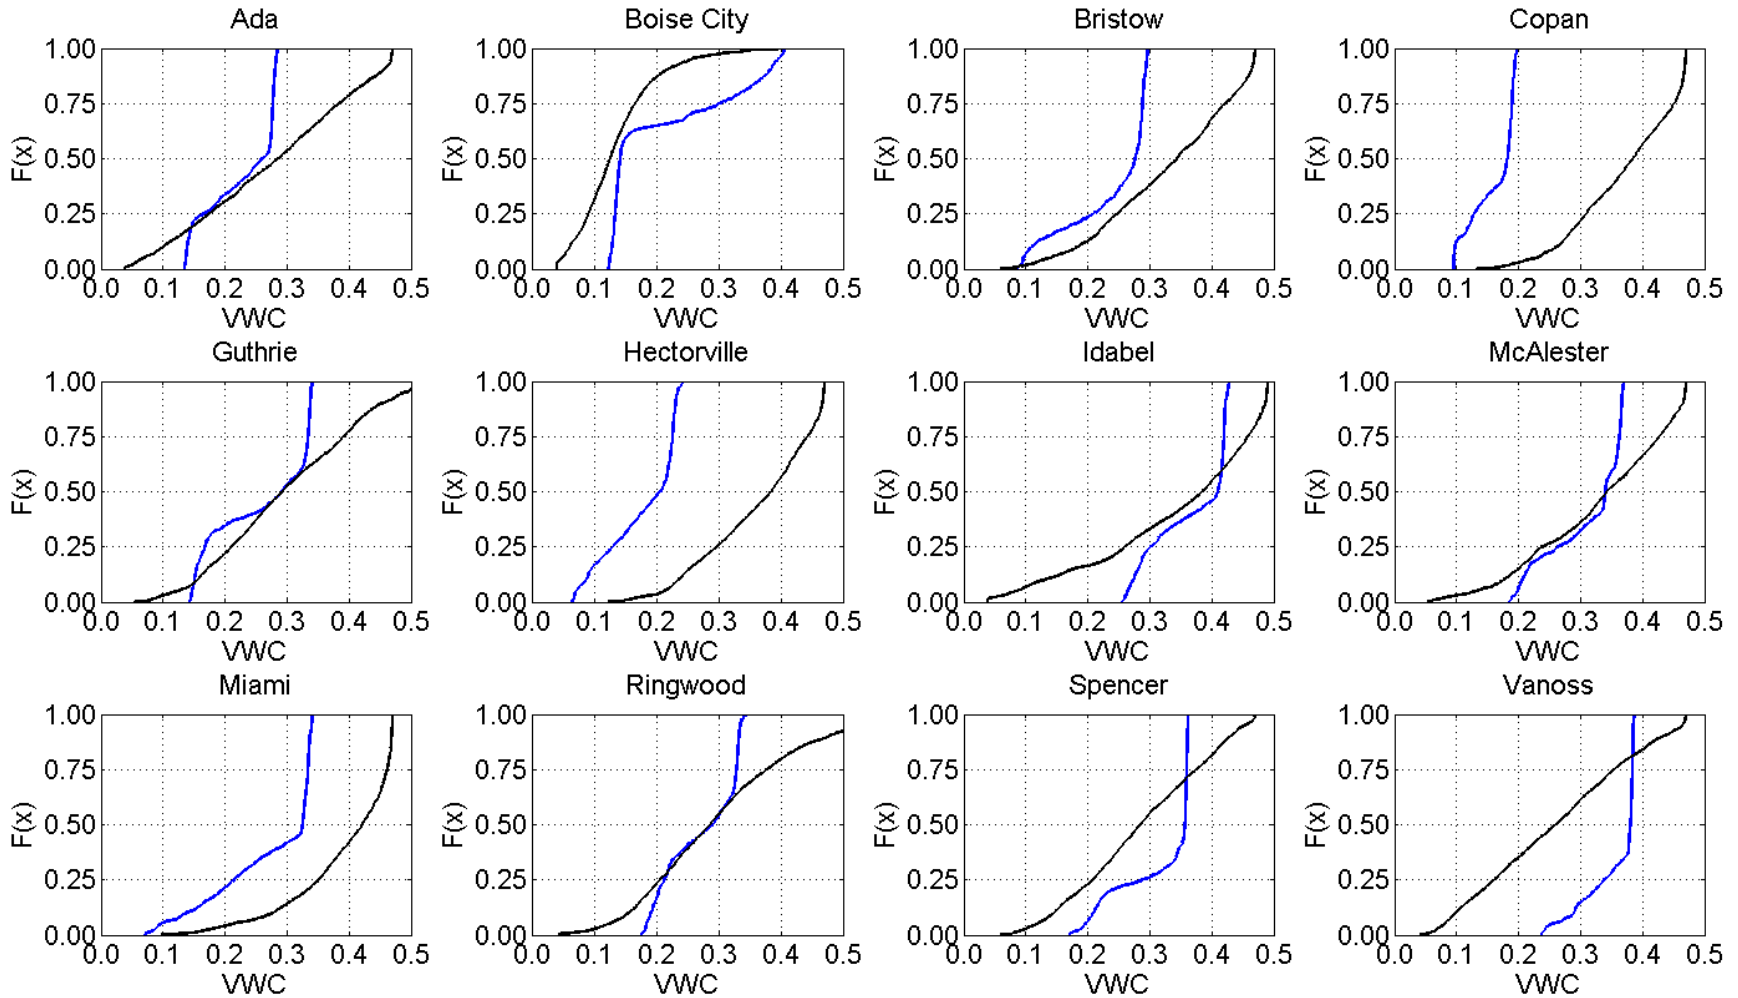 Ada Boise City Bristow Copan
1.00 1.00 1.00 1.00
0.75 0.75 0.75 0.75
F(x) 0.50 F(x) 0.50 F(x) 0.50 F(x) 0.50
0.25 0.25 0.25 0.25
0.00 0.00 0.00 0.00
0.0 0.1 0.2 0.3 0.4 0.5 0.0 0.1 0.2 0.3 0.4 0.5 0.0 0.1 0.2 0.3 0.4 0.5 0.0 0.1 0.2 0.3 0.4 0.5
VWC VWC VWC VWC
Guthrie Hectorville Idabel McAlester
1.00 1.00 1.00 1.00
0.75 0.75 0.75 0.75
F(x) 0.50 F(x) 0.50 F(x) 0.50 F(x) 0.50
0.25 0.25 0.25 0.25
0.00 0.00 0.00 0.00
0.0 0.1 0.2 0.3 0.4 0.5 0.0 0.1 0.2 0.3 0.4 0.5 0.0 0.1 0.2 0.3 0.4 0.5 0.0 0.1 0.2 0.3 0.4 0.5
VWC VWC VWC VWC
Miami Ringwood Spencer Vanoss
1.00 1.00 1.00 1.00
0.75 0.75 0.75 0.75
F(x) 0.50 F(x) 0.50 F(x) 0.50 F(x) 0.50
0.25 0.25 0.25 0.25
0.00 0.00 0.00 0.00
0.0 0.1 0.2 0.3 0.4 0.5 0.0 0.1 0.2 0.3 0.4 0.5 0.0 0.1 0.2 0.3 0.4 0.5 0.0 0.1 0.2 0.3 0.4 0.5
VWC VWC VWC VWC